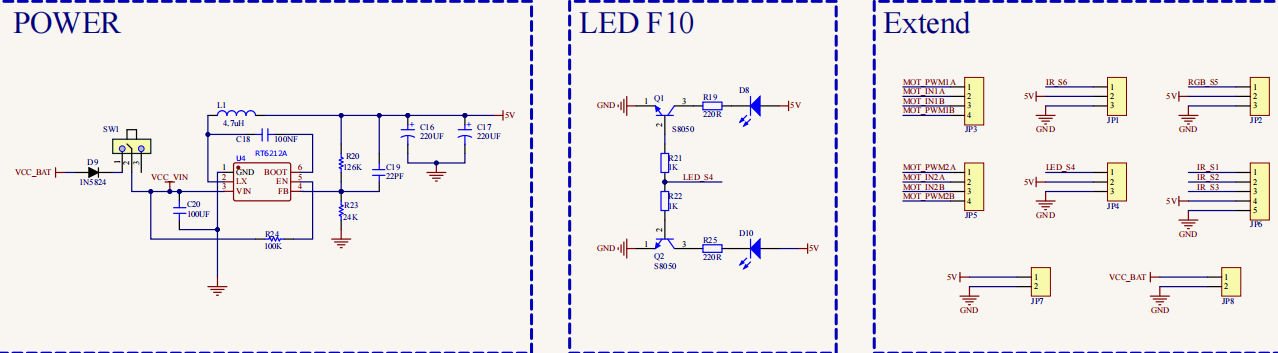 POWER
LED F10
Extend
L1
4.7uH
C18
100NF
SW1
1
2
3
D9
1N5824
VCC_BAT
VCC_VIN
C20
100UF
U4
RT6212A
1 GND BOOT 6
2 LX EN 5
3 VIN FB 4
R24
100K
R20
126K
R23
24K
C19
22PF
C16
220UF
C17
220UF
5V
GND
1
Q1
3
2
S8050
R19
220R
D8
5V
R21
1K
LED_S4
R22
1K
2
GND
1
Q2
S8050
3
R25
220R
D10
5V
MOT_PWM1A 1
MOT_IN1A 2
MOT_IN1B 3
MOT_PWM1B 4
JP3
IR_S6 1
5V 2
3
GND
JP1
RGB_S5 1
5V 2
3
GND
JP2
MOT_PWM2A 1
MOT_IN2A 2
MOT_IN2B 3
MOT_PWM2B 4
JP5
LED_S4 1
5V 2
3
GND
JP4
IR_S1 1
IR_S2 2
IR_S3 3
5V 4
5
GND
JP6
5V 1
2
GND
JP7
VCC_BAT 1
2
GND
JP8